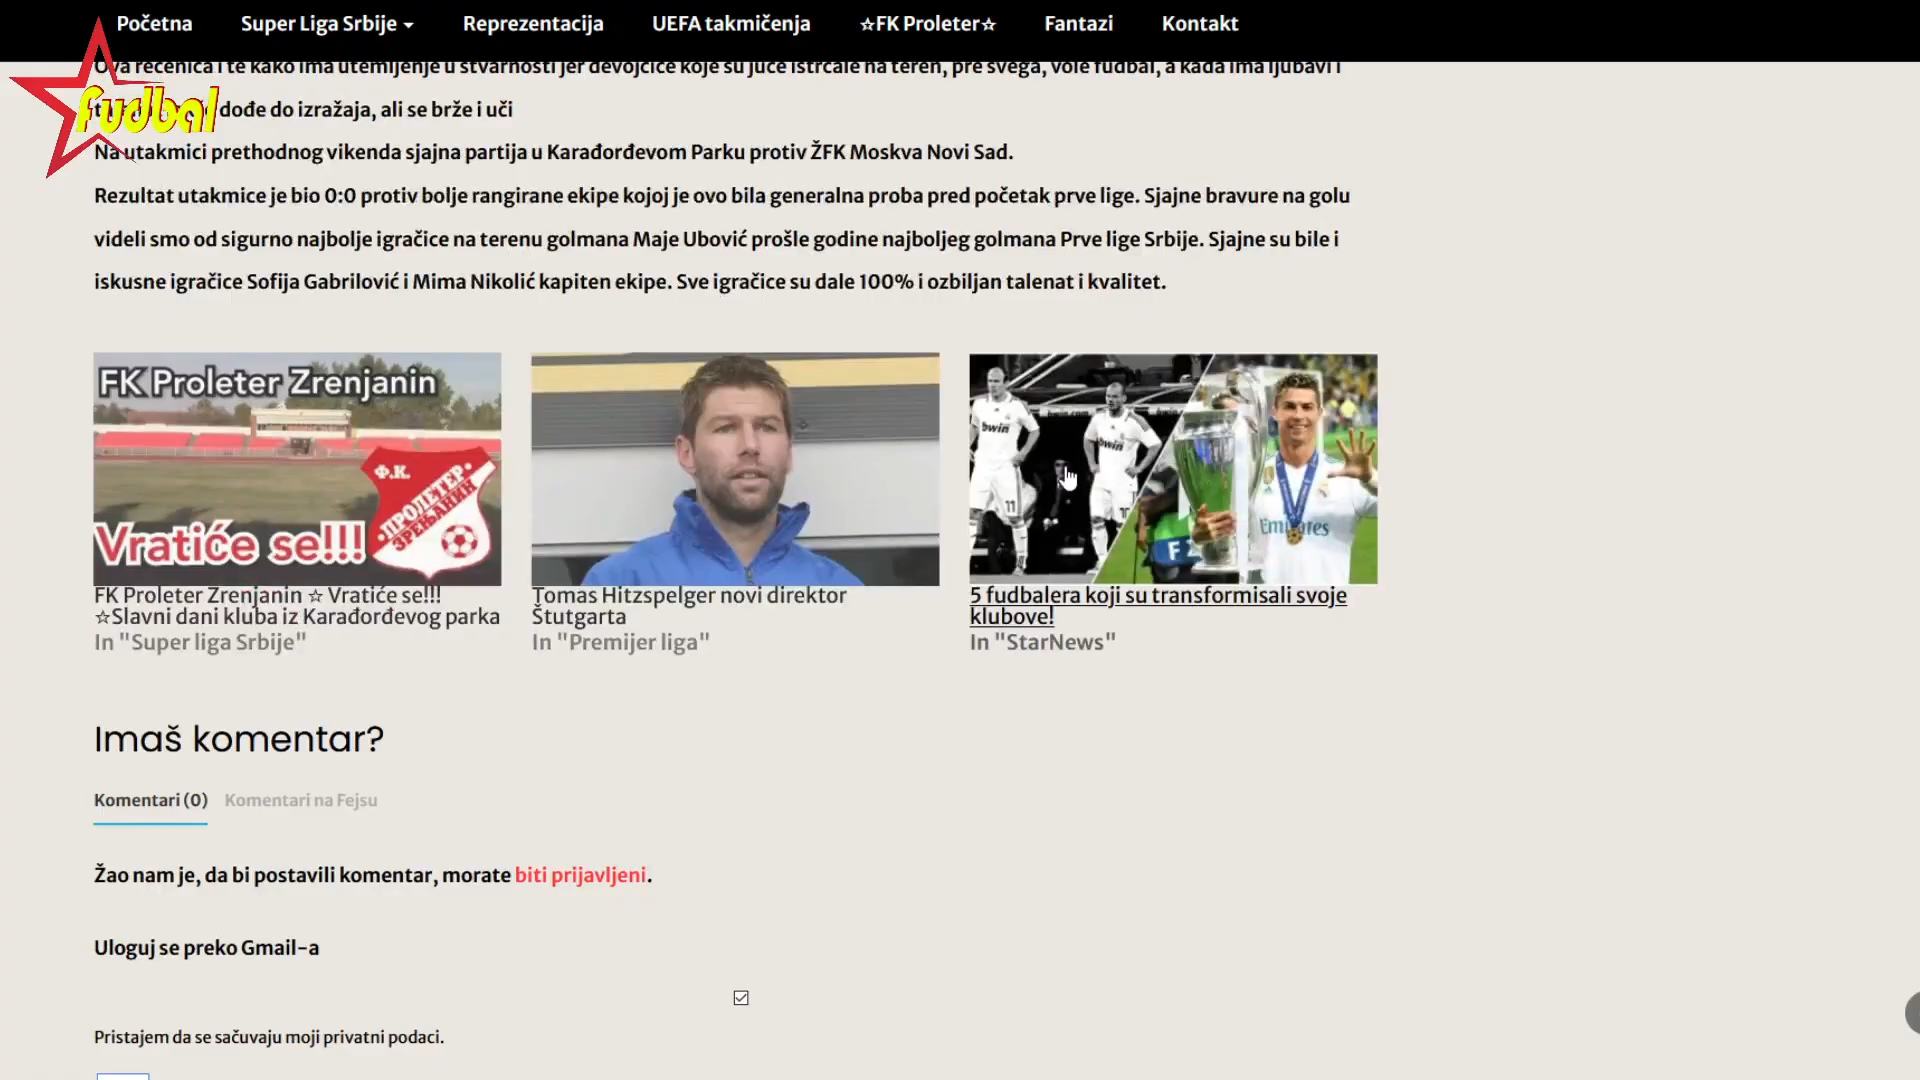 Početna Super Liga Srbije Reprezentacija UEFA takmičenja ☆FK Proleter☆ Fantazi Kontakt
fudbal
Ova rečenica i te kako ima utemljenje u stvarnosti jer devojčice koje su juče istrčale na teren, pre svega, vole fudbal, a kada ima ljubavi i
dođe do izražaja, ali se brže i uči
Na utakmici prethodnog vikenda sjajna partija u Karađorđevom Parku protiv ŽFK Moskva Novi Sad.
Rezultat utakmice je bio 0:0 protiv bolje rangirane ekipe kojoj je ovo bila generalna proba pred početak prve lige. Sjajne bravure na golu
videli smo od sigurno najbolje igračice na terenu golmana Maje Ubović prošle godine najboljeg golmana Prve lige Srbije. Sjajne su bile i
iskusne igračice Sofija Gabrilović i Mima Nikolić kapiten ekipe. Sve igračice su dale 100% i ozbiljan talenat i kvalitet.
FK Proleter Zrenjanin
Ф.К.
ПРОЛЕТЕР
ЗРЕЊАНИН
Vratiće se!!!
bwin
bwin
11
10
Emirates
FK Proleter Zrenjanin ☆ Vratiće se!!!
☆Slavni dani kluba iz Karađorđevog parka
In "Super liga Srbije"
Tomas Hitzspelger novi direktor
Štutgarta
In "Premijer liga"
5 fudbalera koji su transformisali svoje
klubove!
In "StarNews"
Imaš komentar?
Komentari (0) Komentari na Fejsu
Žao nam je, da bi postavili komentar, morate biti prijavljeni.
Uloguj se preko Gmail-a
Pristajem da se sačuvaju moji privatni podaci.